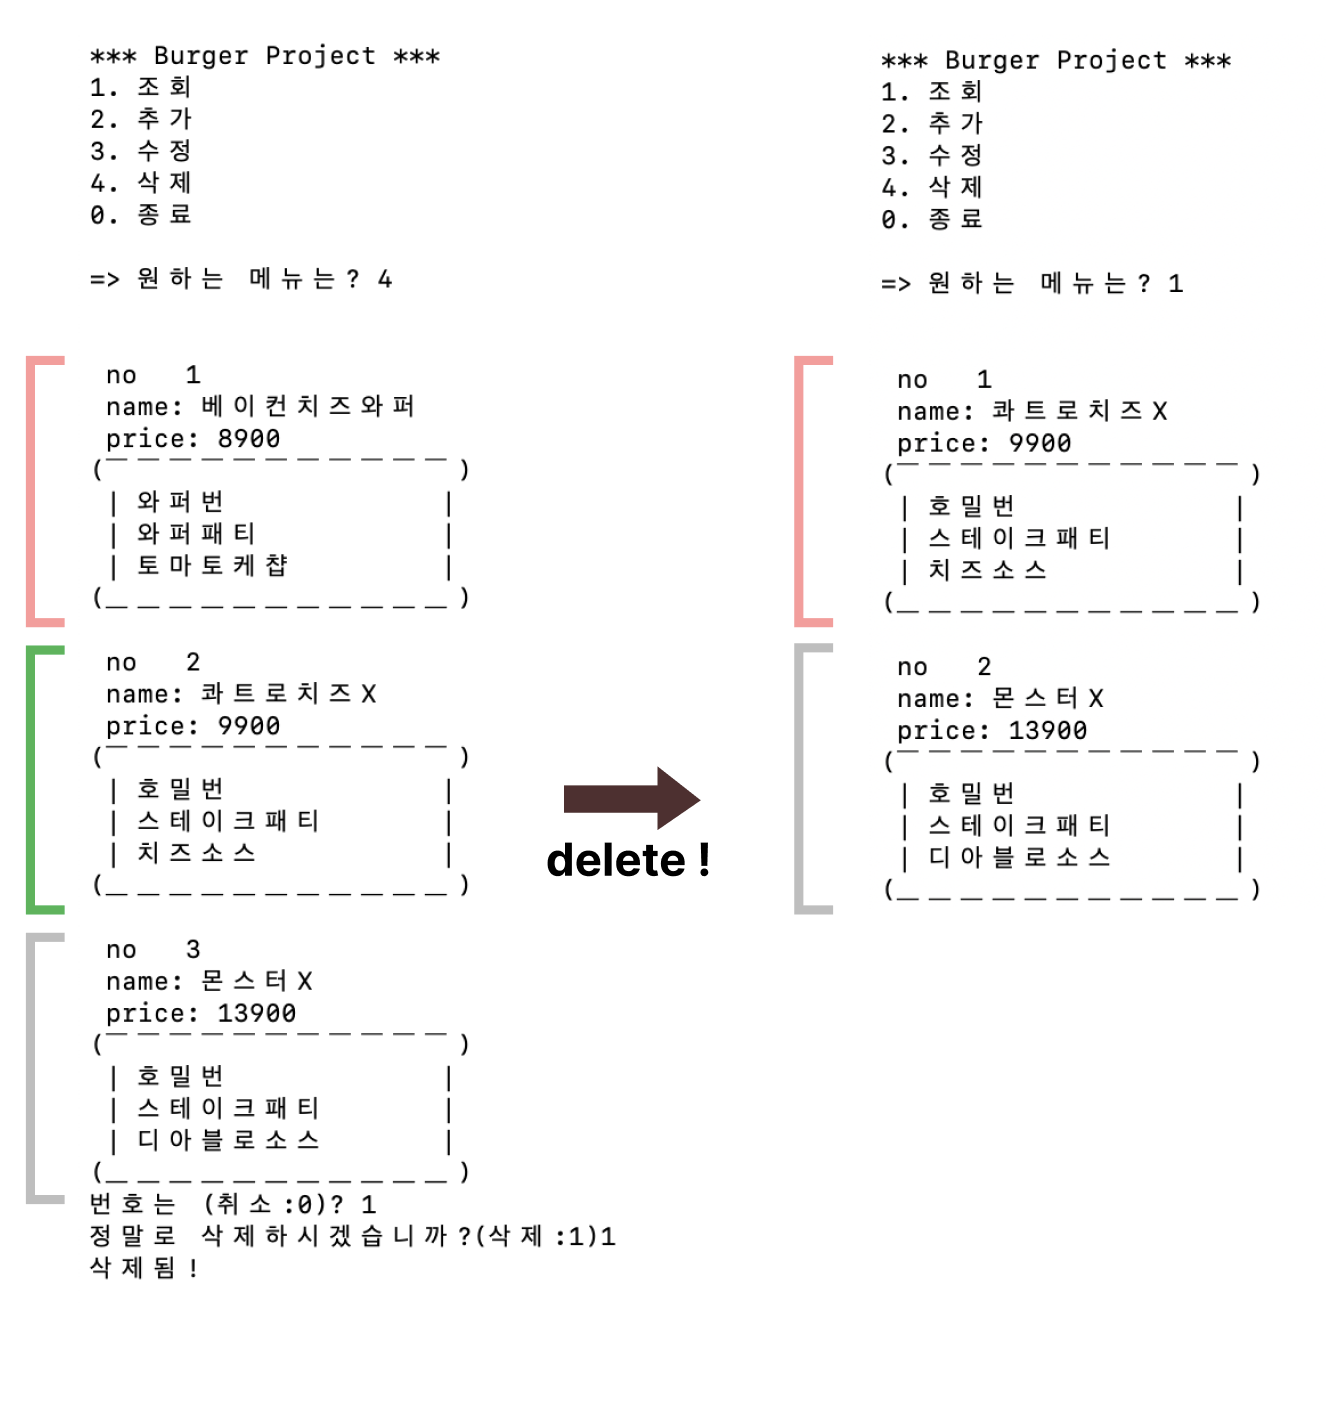 *** Burger Project ***
1. 조회
2. 추가
3. 수정
4. 삭제
0. 종료
=> 원하는 메뉴는? 4
no 1
name: 베이컨치즈와퍼
price: 8900
(‾ ‾ ‾ ‾ ‾ ‾ ‾ ‾ ‾ ‾ ‾)
| 와퍼번 |
| 와퍼패티 |
| 토마토케챱 |
(_ _ _ _ _ _ _ _ _ _ _)
no 2
name: 콰트로치즈X
price: 9900
(‾ ‾ ‾ ‾ ‾ ‾ ‾ ‾ ‾ ‾ ‾)
| 호밀번 |
| 스테이크패티 |
| 치즈소스 |
(_ _ _ _ _ _ _ _ _ _ _)
no 3
name: 몬스터X
price: 13900
(‾ ‾ ‾ ‾ ‾ ‾ ‾ ‾ ‾ ‾ ‾)
| 호밀번 |
| 스테이크패티 |
| 디아블로소스 |
(_ _ _ _ _ _ _ _ _ _ _)
번호는 (취소:0)? 1
정말로 삭제하시겠습니까?(삭제:1)1
삭제됨!
delete !
*** Burger Project ***
1. 조회
2. 추가
3. 수정
4. 삭제
0. 종료
=> 원하는 메뉴는? 1
no 1
name: 콰트로치즈X
price: 9900
(‾ ‾ ‾ ‾ ‾ ‾ ‾ ‾ ‾ ‾ ‾)
| 호밀번 |
| 스테이크패티 |
| 치즈소스 |
(_ _ _ _ _ _ _ _ _ _ _)
no 2
name: 몬스터X
price: 13900
(‾ ‾ ‾ ‾ ‾ ‾ ‾ ‾ ‾ ‾ ‾)
| 호밀번 |
| 스테이크패티 |
| 디아블로소스 |
(_ _ _ _ _ _ _ _ _ _ _)